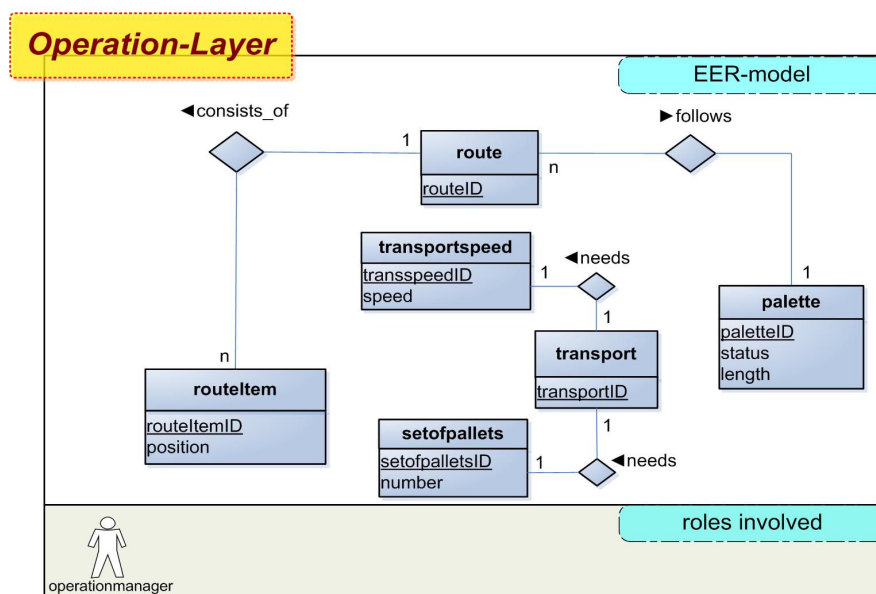 Operation-Layer
EER-model
◄consists_of
►follows
1
route
n
routeID
transportspeed
transspeedID
speed
1
◄needs
1
1
palette
paletteID
status
length
transport
transportID
n
routeItem
routeItemID
position
1
setofpallets
setofpalletsID
number
1
◄needs
roles involved
operationmanager